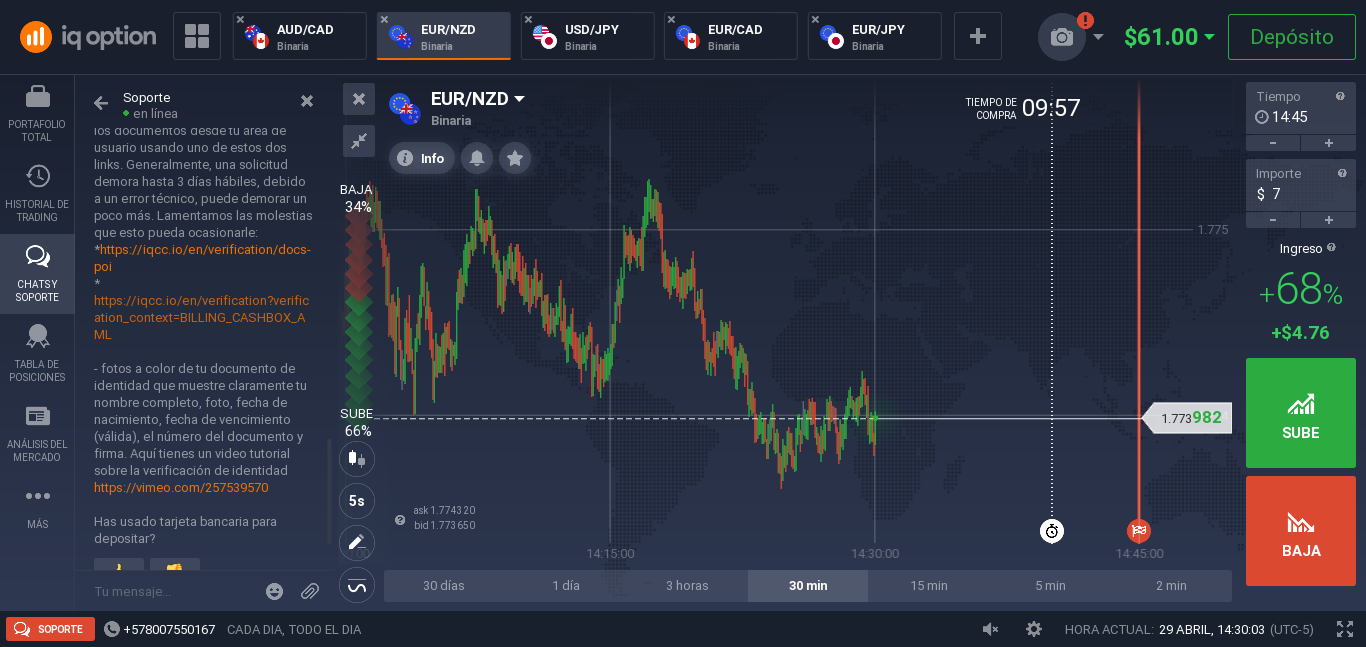 iq option
AUD/CAD
Binaria
EUR/NZD
Binaria
USD/JPY
Binaria
EUR/CAD
Binaria
EUR/JPY
Binaria
$61.00
Depósito
PORTAFOLIO
TOTAL
HISTORIAL DE
TRADING
CHATS Y
SOPORTE
TABLA DE
POSICIONES
ANÁLISIS DEL
MERCADO
MÁS
Soporte
en línea
los documentos desde tu area de
usuario usando uno de estos dos
links. Generalmente, una solicitud
demora hasta 3 días hábiles, debido
a un error técnico, puede demorar un
poco más. Lamentamos las molestias
que esto pueda ocasionarle:
*https://iqcc.io/en/verification/docs-
poi
*
https://iqcc.io/en/verification?verific
ation_context=BILLING_CASHBOX_A
ML
- fotos a color de tu documento de
identidad que muestre claramente tu
nombre completo, foto, fecha de
nacimiento, fecha de vencimiento
(válida), el número del documento y
firma. Aquí tienes un video tutorial
sobre la verificación de identidad
https://vimeo.com/257539570
Has usado tarjeta bancaria para
depositar?
Tu mensaje...
EUR/NZD
Binaria
Info
BAJA
34%
SUBE
66%
5s
TIEMPO DE
COMPRA
09:57
1.775
1.773982
ask 1.774320
bid 1.773650
14:15:00
14:30:00
14:45:00
30 días
1 día
3 horas
30 min
15 min
5 min
2 min
Tiempo
14:45
Importe
$ 7
Ingreso
+68%
+$4.76
SUBE
BAJA
SOPORTE
+578007550167
CADA DIA, TODO EL DIA
HORA ACTUAL: 29 ABRIL, 14:30:03 (UTC-5)